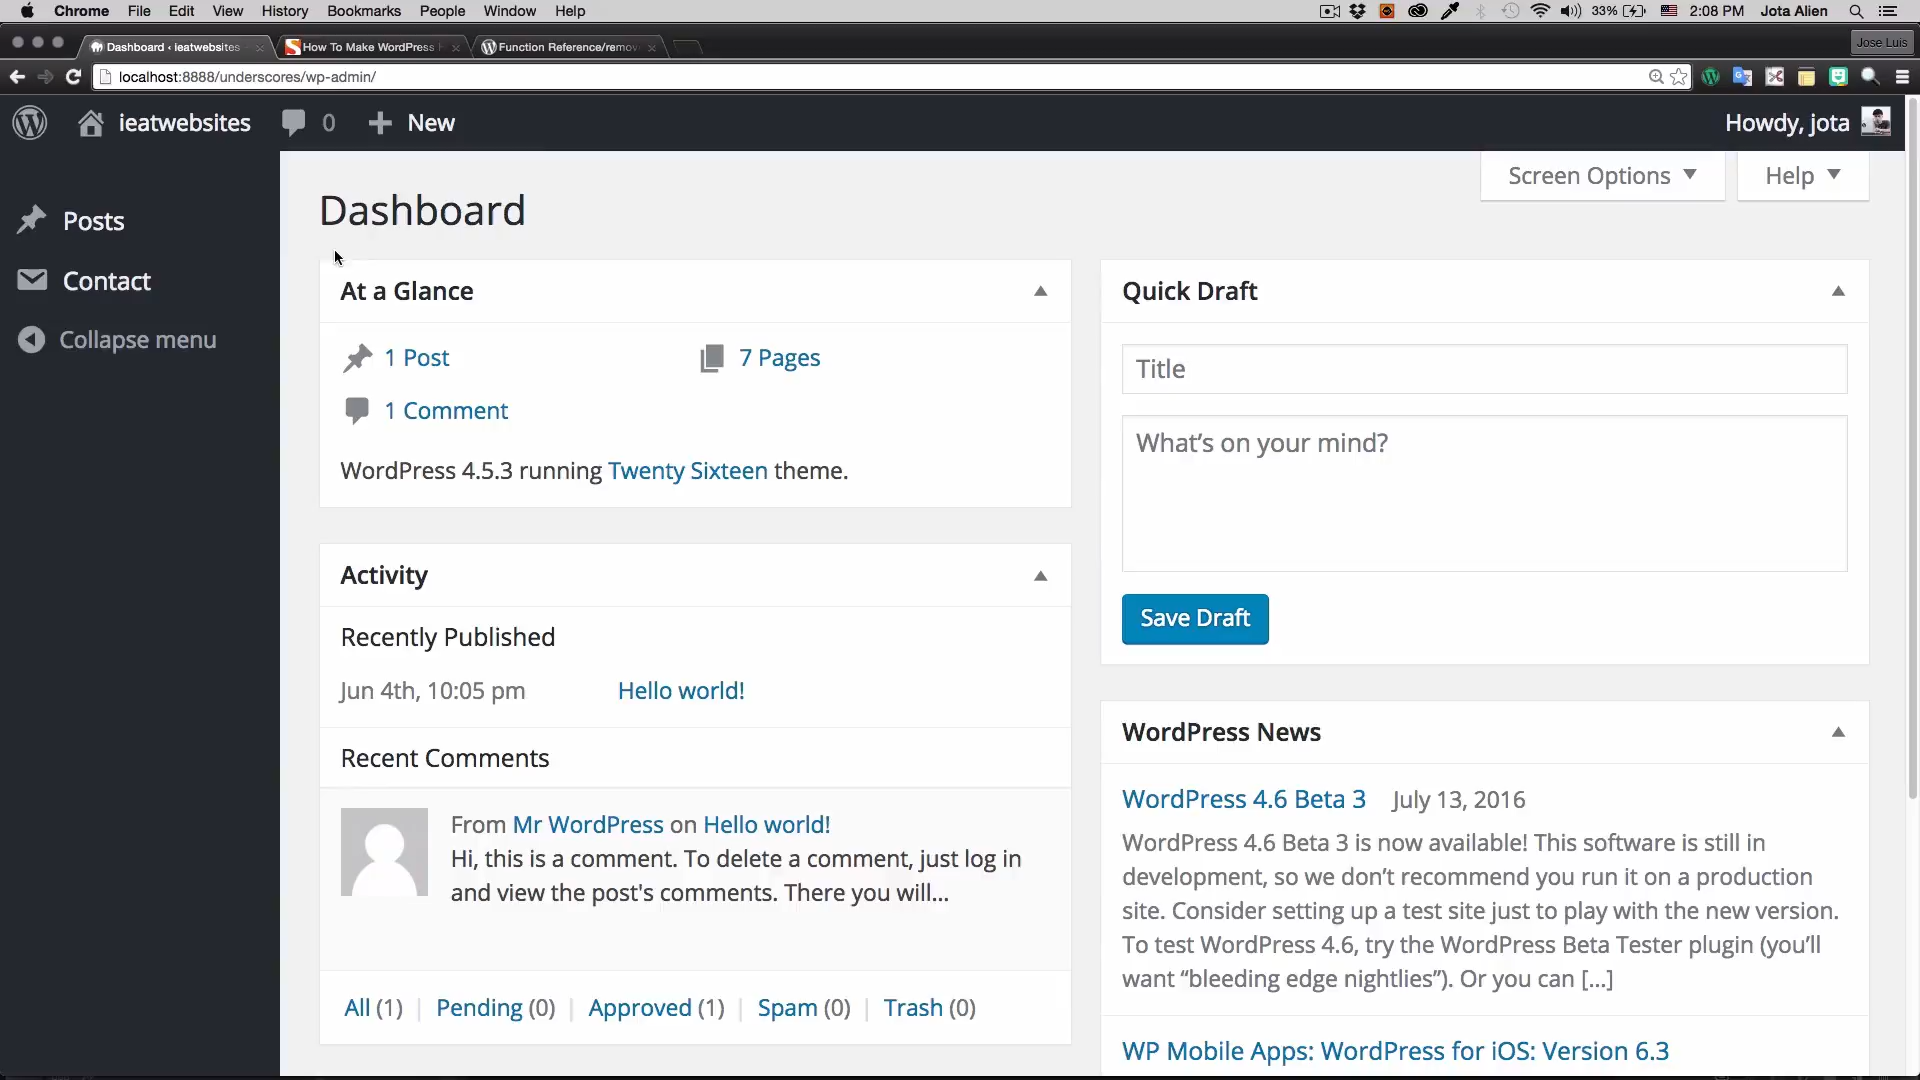 Chrome File Edit View History Bookmarks People Window Help
33% 2:08 PM Jota Alien
Dashboard ‹ ieatwebsites
How To Make WordPress
Function Reference/remov
Jose Luis
localhost:8888/underscores/wp-admin/
ieatwebsites 0 New
Howdy, jota
Posts
Contact
Collapse menu
Screen Options
Help
Dashboard
At a Glance
1 Post
7 Pages
1 Comment
WordPress 4.5.3 running Twenty Sixteen theme.
Activity
Recently Published
Jun 4th, 10:05 pm Hello world!
Recent Comments
From Mr WordPress on Hello world!
Hi, this is a comment. To delete a comment, just log in
and view the post's comments. There you will...
All (1) | Pending (0) | Approved (1) | Spam (0) | Trash (0)
Quick Draft
Title
What's on your mind?
Save Draft
WordPress News
WordPress 4.6 Beta 3 July 13, 2016
WordPress 4.6 Beta 3 is now available! This software is still in
development, so we don't recommend you run it on a production
site. Consider setting up a test site just to play with the new version.
To test WordPress 4.6, try the WordPress Beta Tester plugin (you'll
want “bleeding edge nightlies”). Or you can [...]
WP Mobile Apps: WordPress for iOS: Version 6.3